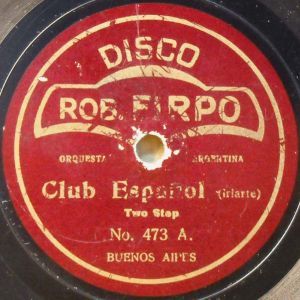 DISCO
ROB. FIRPO
ORQUESTA ARGENTINA
Club Español (Iriarte)
Two Step
No. 473 A.
BUENOS AIRES